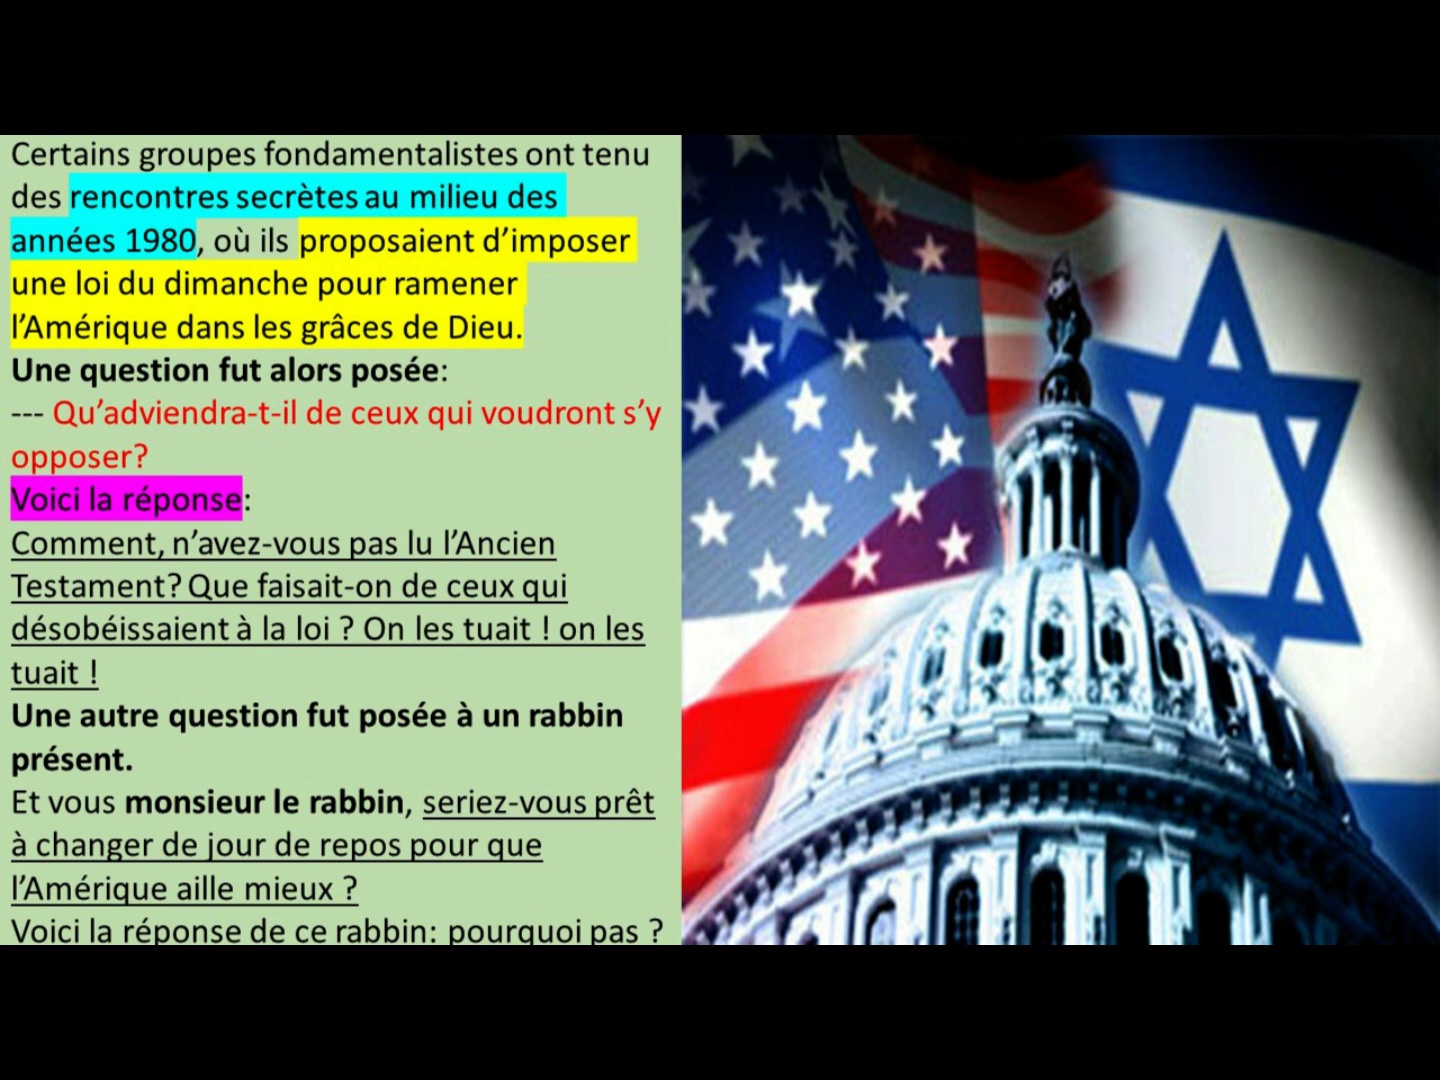 Certains groupes fondamentalistes ont tenu
des rencontres secrètes au milieu des
années 1980, où ils proposaient d’imposer
une loi du dimanche pour ramener
l’Amérique dans les grâces de Dieu.
Une question fut alors posée:
--- Qu’adviendra-t-il de ceux qui voudront s’y
opposer?
Voici la réponse:
Comment, n’avez-vous pas lu l’Ancien
Testament? Que faisait-on de ceux qui
désobéissaient à la loi ? On les tuait ! on les
tuait !
Une autre question fut posée à un rabbin
présent.
Et vous monsieur le rabbin, seriez-vous prêt
à changer de jour de repos pour que
l’Amérique aille mieux ?
Voici la réponse de ce rabbin: pourquoi pas ?